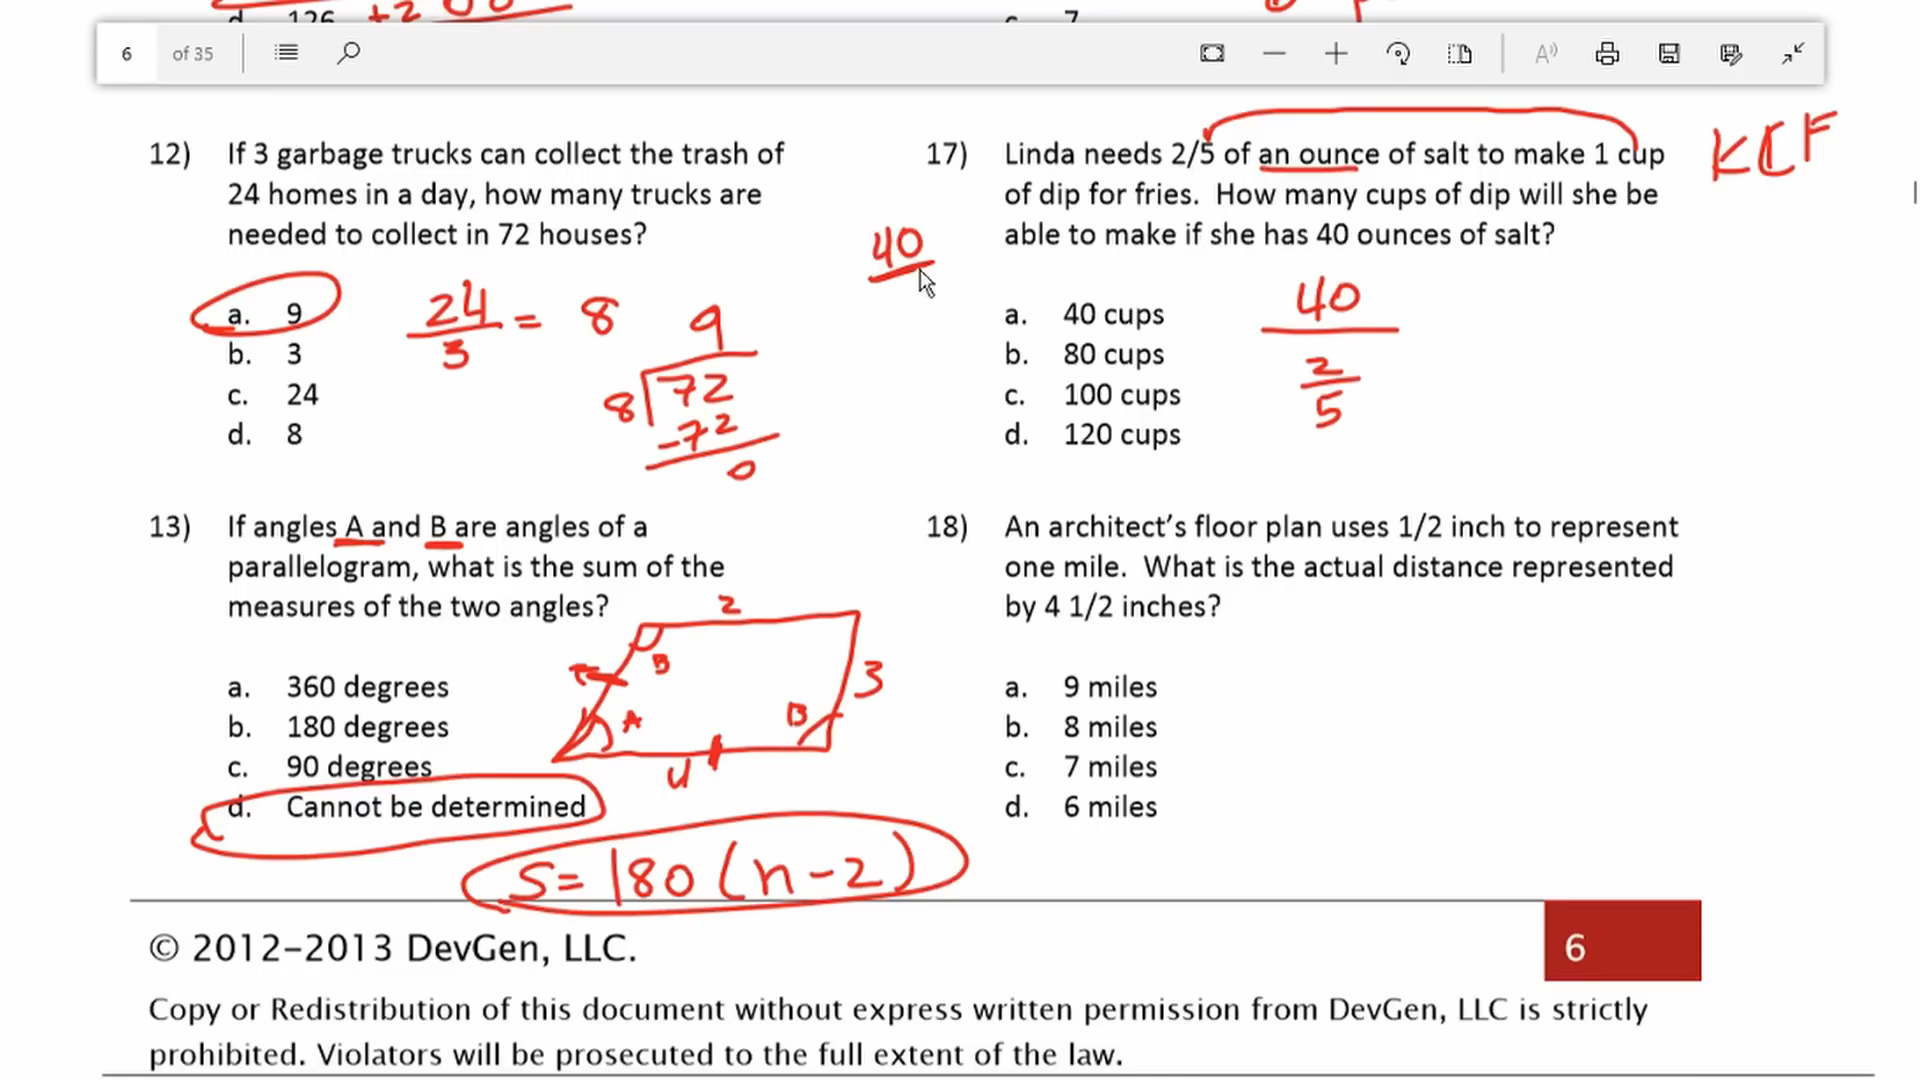 d. 126 +2
c. 7
6 of 35
12) If 3 garbage trucks can collect the trash of
24 homes in a day, how many trucks are
needed to collect in 72 houses?
a. 9
b. 3
c. 24
d. 8
24
3
= 8
9
8 72
-72
0
13) If angles A and B are angles of a
parallelogram, what is the sum of the
measures of the two angles?
a. 360 degrees
b. 180 degrees
c. 90 degrees
d. Cannot be determined
2
B
3
A
B
4
S= 180 (n-2)
17) Linda needs 2/5 of an ounce of salt to make 1 cup
of dip for fries. How many cups of dip will she be
able to make if she has 40 ounces of salt?
KCF
40
a. 40 cups
b. 80 cups
c. 100 cups
d. 120 cups
40
2
5
18) An architect's floor plan uses 1/2 inch to represent
one mile. What is the actual distance represented
by 4 1/2 inches?
a. 9 miles
b. 8 miles
c. 7 miles
d. 6 miles
© 2012-2013 DevGen, LLC.
6
Copy or Redistribution of this document without express written permission from DevGen, LLC is strictly
prohibited. Violators will be prosecuted to the full extent of the law.